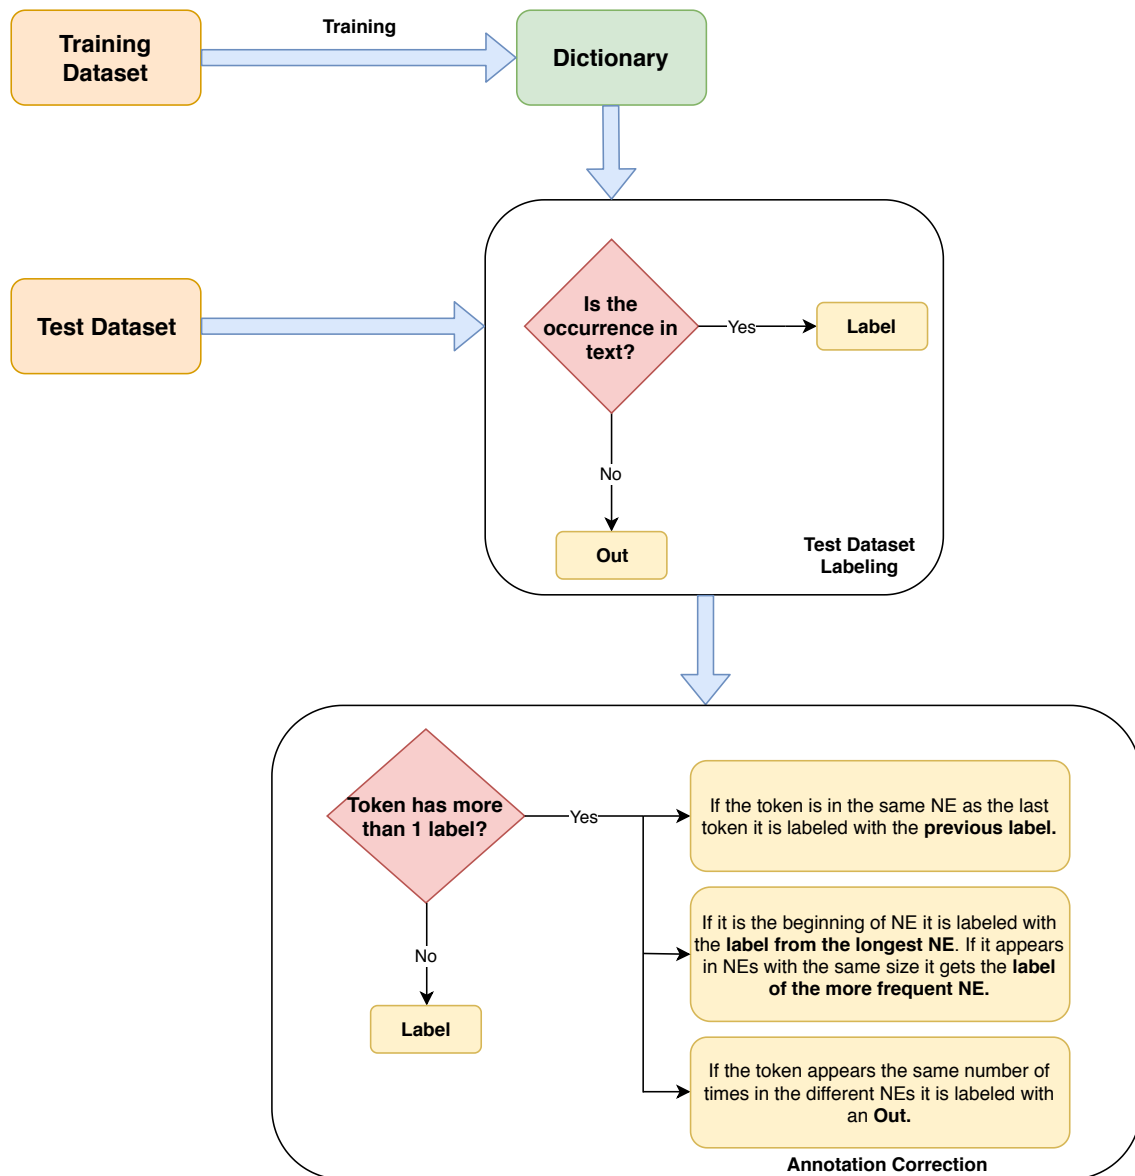 Training
Training
Dataset
Dictionary
Test Dataset
Is the
occurrence in
text?
Yes
Label
No
Out
Test Dataset
Labeling
Token has more
than 1 label?
Yes
No
Label
If the token is in the same NE as the last
token it is labeled with the previous label.
If it is the beginning of NE it is labeled with
the label from the longest NE. If it appears
in NEs with the same size it gets the label
of the more frequent NE.
If the token appears the same number of
times in the different NEs it is labeled with
an Out.
Annotation Correction